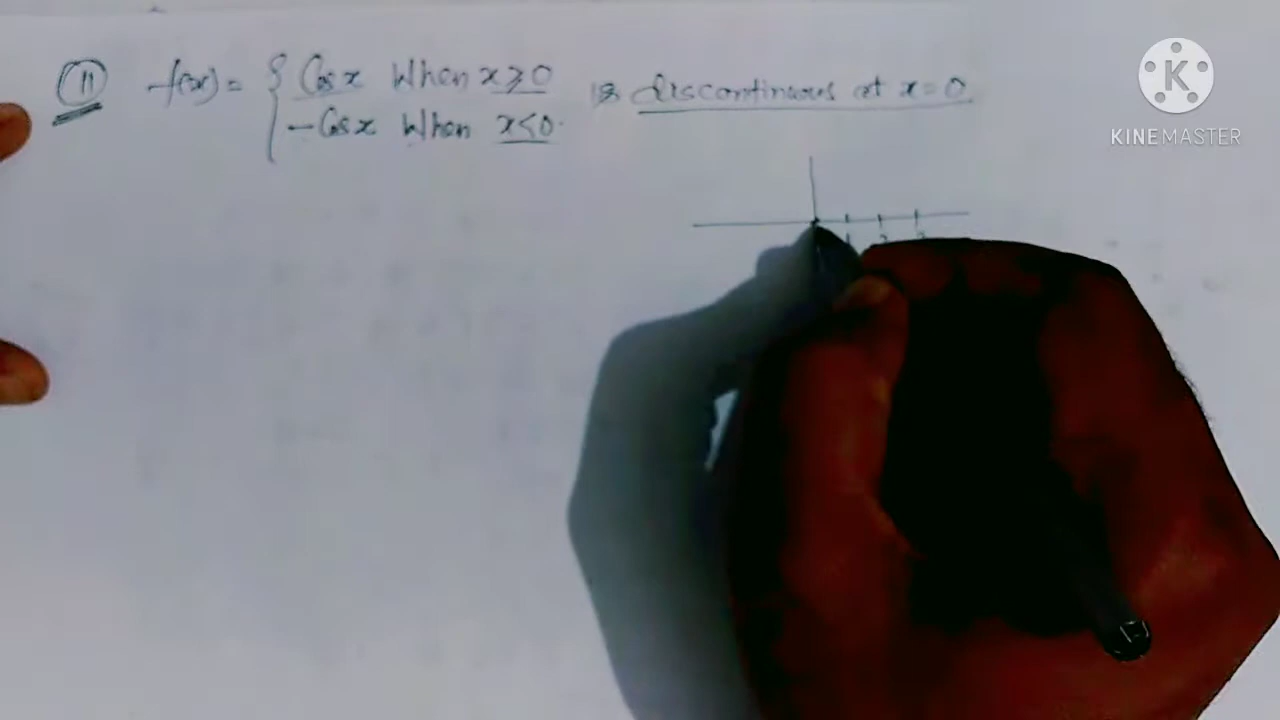 11 f(x) = { Cos x When x ≥ 0 is discontinuous at x = 0
- Cos x When x < 0.
K
KINEMASTER